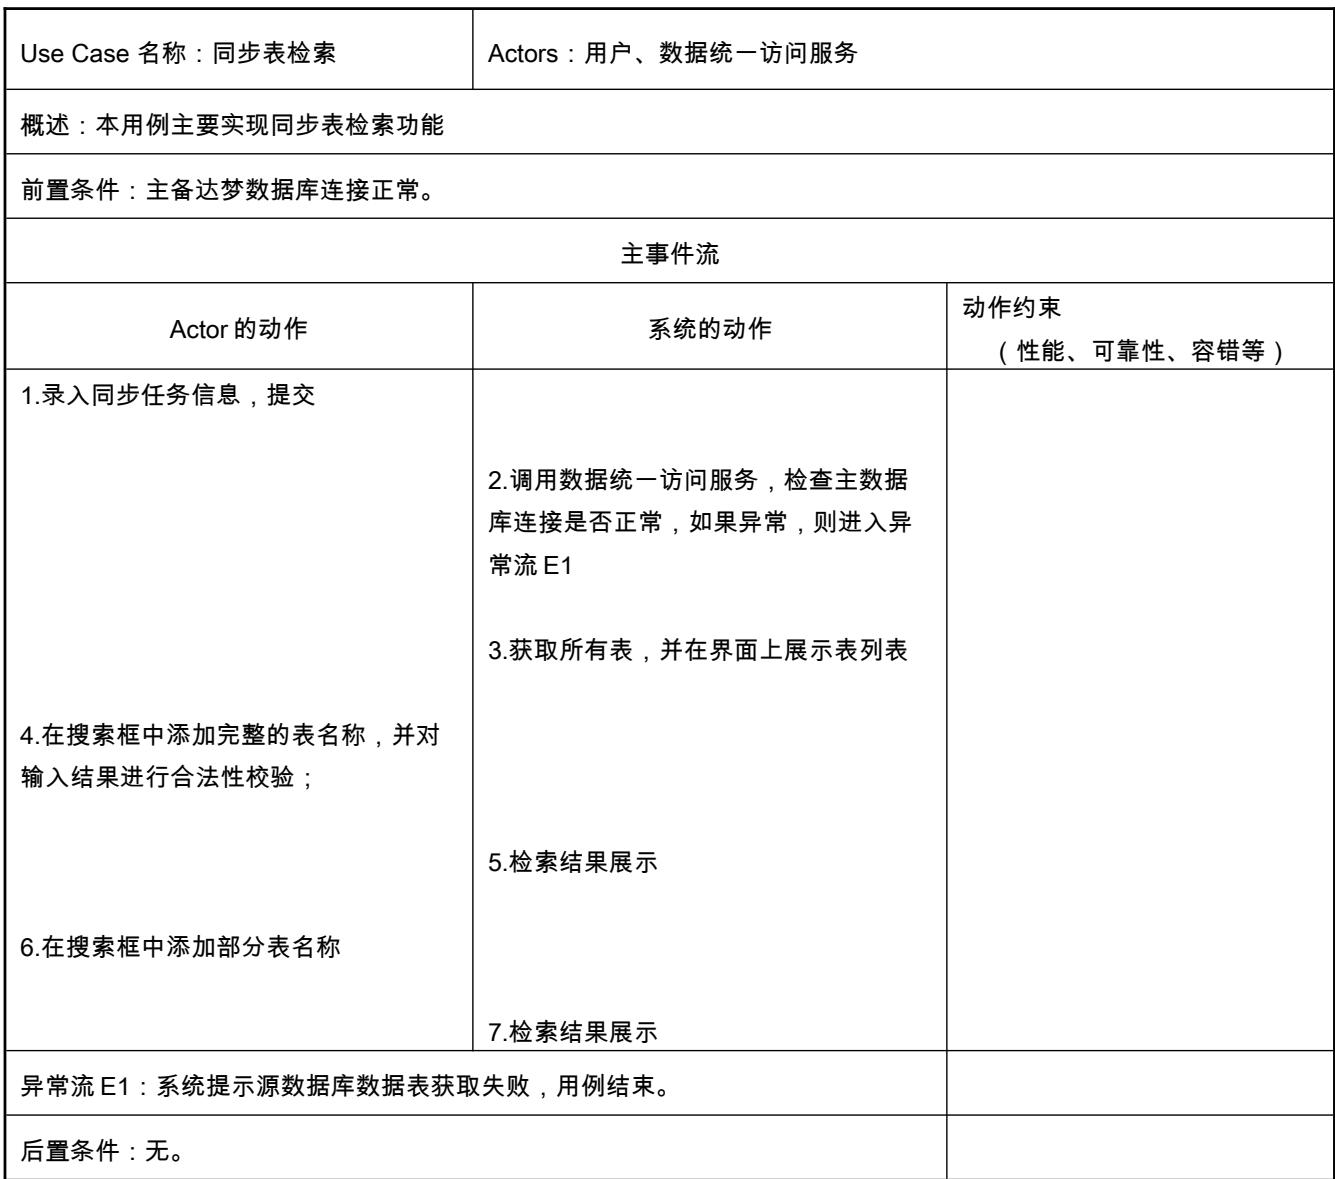 Use Case 名称：同步表检索
Actors：用户、数据统一访问服务
概述：本用例主要实现同步表检索功能
前置条件：主备达梦数据库连接正常。
主事件流
Actor 的动作
系统的动作
动作约束
（性能、可靠性、容错等）
1.录入同步任务信息，提交
2.调用数据统一访问服务，检查主数据
库连接是否正常，如果异常，则进入异
常流 E1
3.获取所有表，并在界面上展示表列表
4.在搜索框中添加完整的表名称，并对
输入结果进行合法性校验；
5.检索结果展示
6.在搜索框中添加部分表名称
7.检索结果展示
异常流 E1：系统提示源数据库数据表获取失败，用例结束。
后置条件：无。